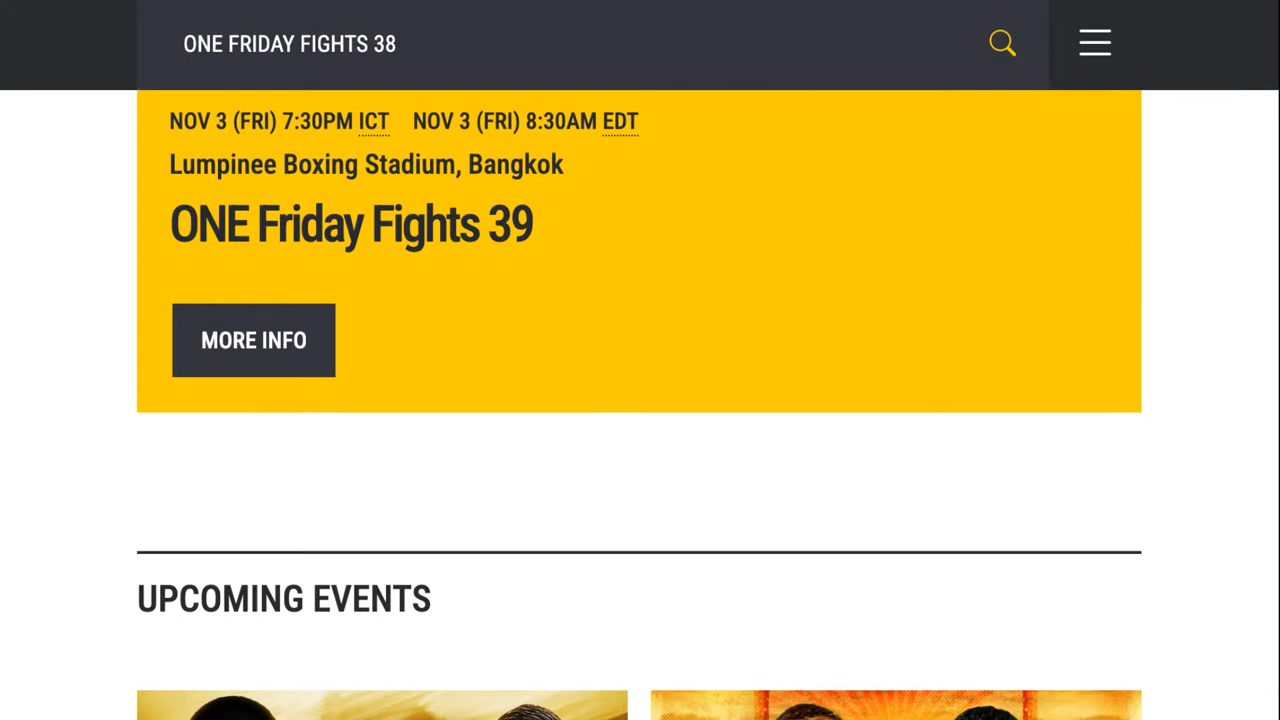 ONE FRIDAY FIGHTS 38
NOV 3 (FRI) 7:30PM ICT NOV 3 (FRI) 8:30AM EDT
Lumpinee Boxing Stadium, Bangkok
ONE Friday Fights 39
MORE INFO
UPCOMING EVENTS